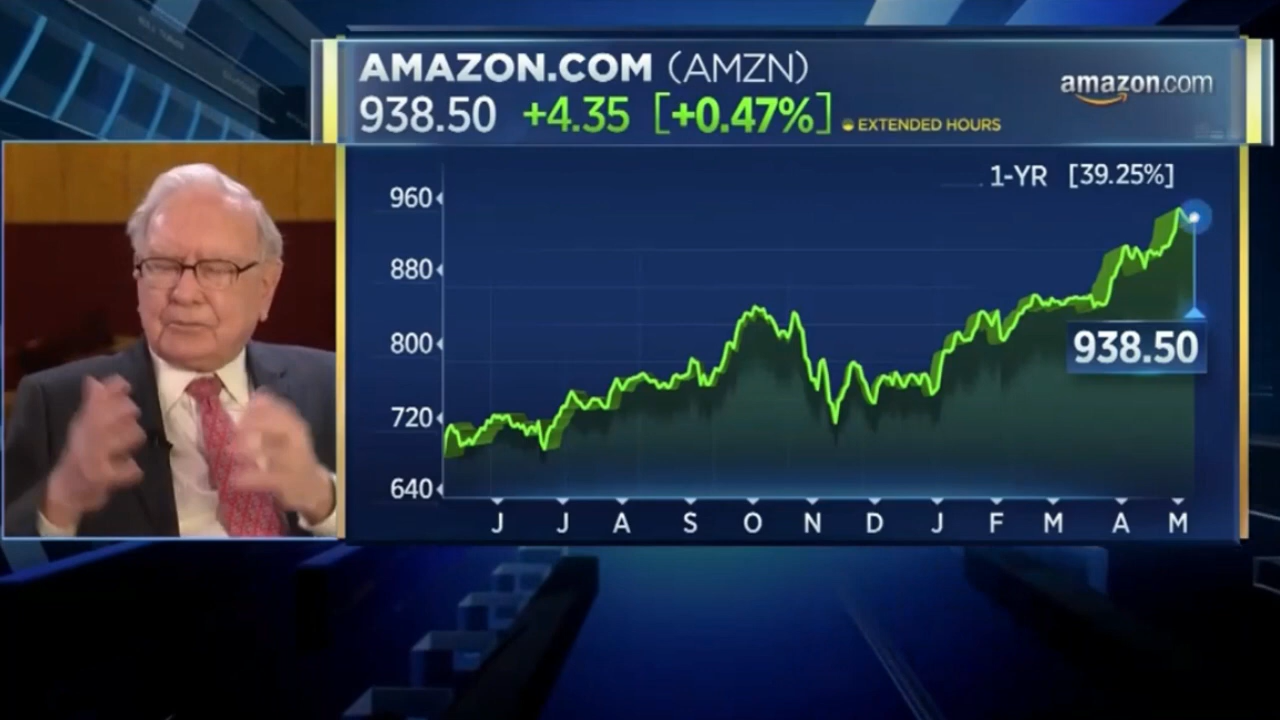 AMAZON.COM (AMZN)
938.50 +4.35 [+0.47%] EXTENDED HOURS
amazon.com
1-YR [39.25%]
960
880
800
720
640
938.50
J J A S O N D J F M A M